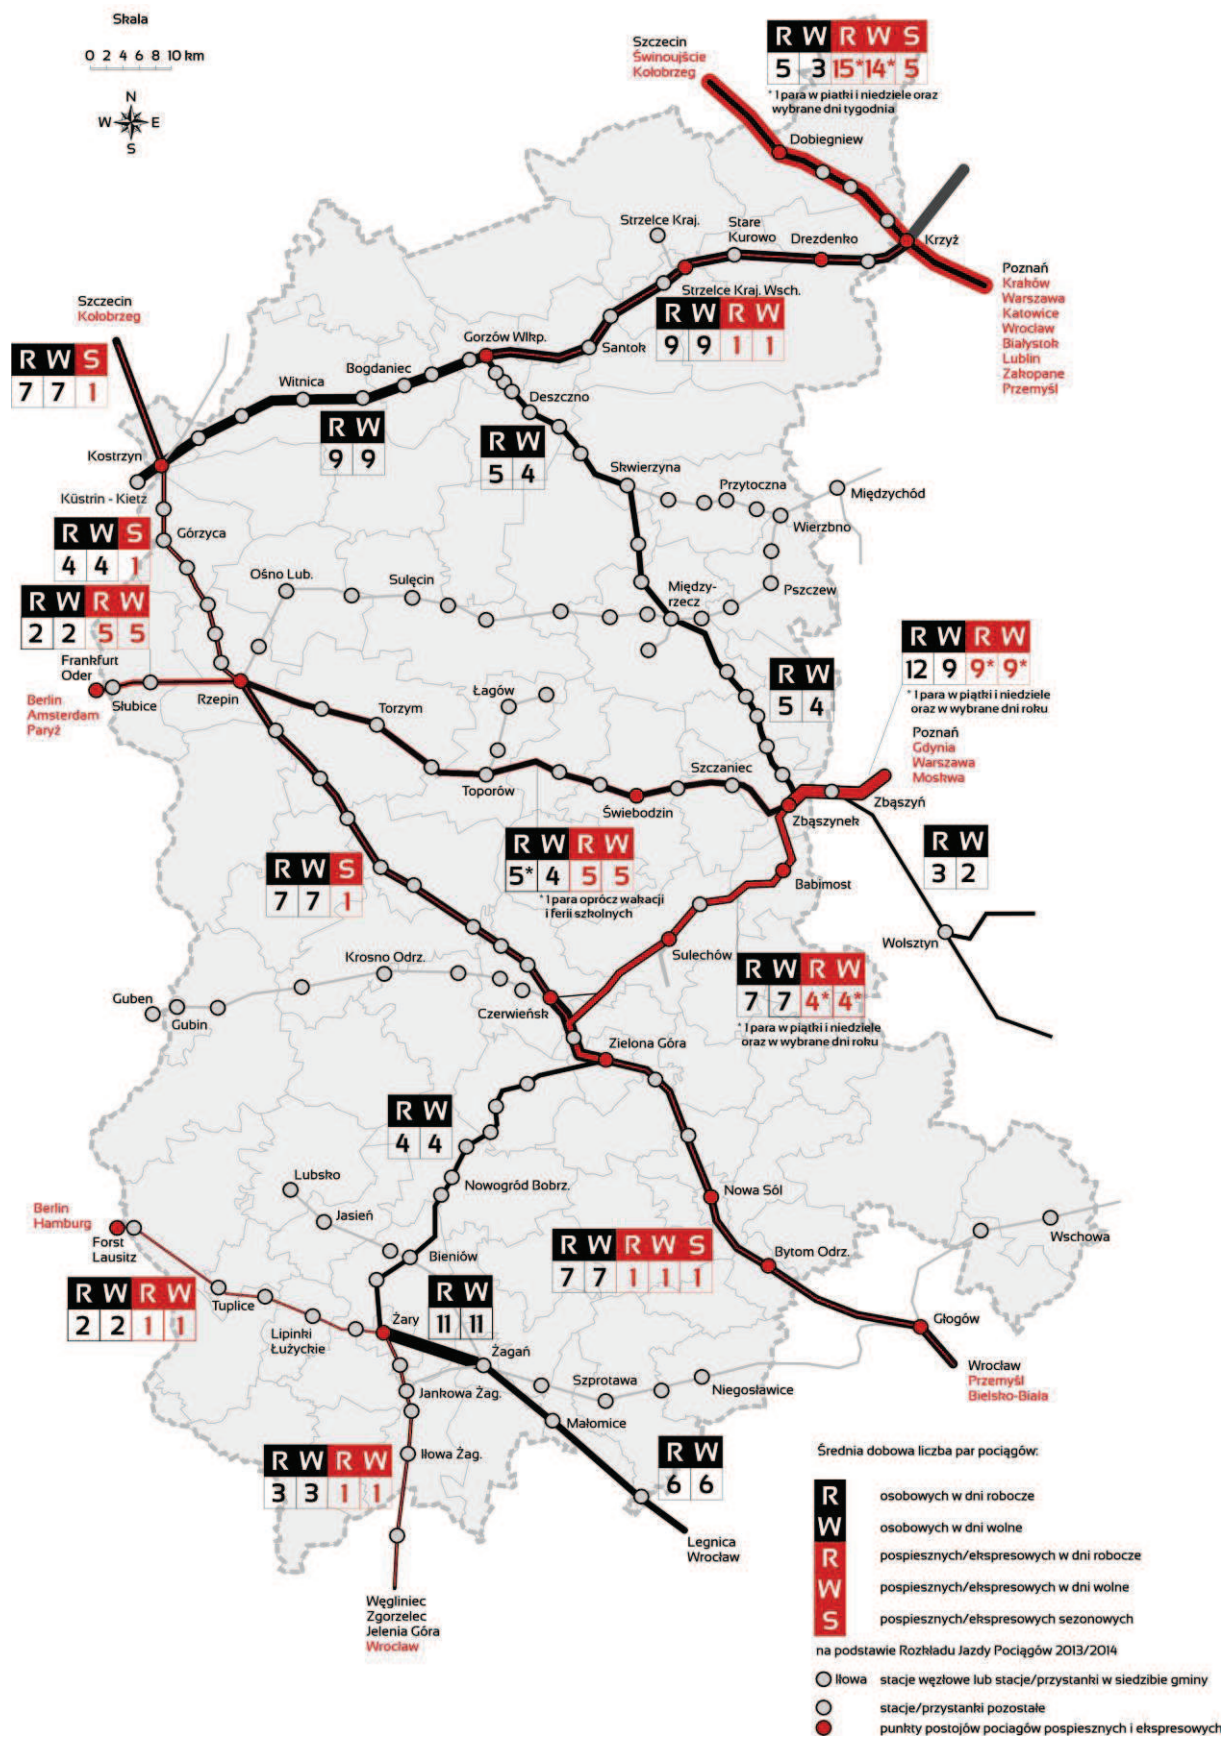 Skala
0 2 4 6 8 10 km
N
W E
S
Szczecin
Świnoujście
Kołobrzeg
R W R W S
5 3 15* 14* 5
* 1 para w piatki i niedziele oraz
wybrane dni tygodnia
Dobiegniew
Strzelce Kraj.
Stare
Kurowo
Drezdenko
Krzyż
Strzelce Kraj. Wsch.
Poznań
Kraków
Warszawa
Katowice
Wrocław
Białystok
Lublin
Zakopane
Przemyśl
Szczecin
Kołobrzeg
R W S
7 7 1
R W R W
9 9 1 1
Gorzów Wlkp.
Santok
Bogdaniec
Witnica
Deszczno
R W
9 9
R W
5 4
Kostrzyn
Küstrin - Kietz
Skwierzyna
Przytoczna
Międzychód
Wierzbno
Pszczew
Górzyca
R W S
4 4 1
Ośno Lub.
Sulęcin
Między-
rzecz
R W R W
2 2 5 5
Frankfurt
Oder
Słubice
Rzepin
Berlin
Amsterdam
Paryż
Łagów
Torzym
R W
5 4
R W R W
12 9 9* 9*
* 1 para w piątki i niedziele
oraz w wybrane dni roku
Poznań
Gdynia
Warszawa
Moskwa
Toporów
Szczaniec
Świebodzin
Zbąszynek
Zbąszyń
R W
3 2
R W S
7 7 1
R W R W
5* 4 5 5
* 1 para oprócz wakacji
i ferii szkolnych
Babimost
Wolsztyn
Sulechów
R W R W
7 7 4* 4*
* 1 para w piątki i niedziele
oraz w wybrane dni roku
Krosno Odrz.
Guben
Gubin
Czerwieńsk
Zielona Góra
R W
4 4
Lubsko
Jasień
Nowogród Bobrz.
Nowa Sól
Wschowa
Berlin
Hamburg
Forst
Lausitz
Bieniów
R W R W S
7 7 1 1 1
Bytom Odrz.
R W R W
2 2 1 1
Tuplice
Lipinki
Łużyckie
Żary
R W
11 11
Żagań
Głogów
Wrocław
Przemyśl
Bielsko-Biała
Szprotawa
Niegosławice
Jankowa Żag.
Małomice
R W R W
3 3 1 1
Iłowa Żag.
R W
6 6
Legnica
Wrocław
Węgliniec
Zgorzelec
Jelenia Góra
Wrocław
Średnia dobowa liczba par pociągów:
R osobowych w dni robocze
W osobowych w dni wolne
R pospiesznych/ekspresowych w dni robocze
W pospiesznych/ekspresowych w dni wolne
S pospiesznych/ekspresowych sezonowych
na podstawie Rozkładu Jazdy Pociągów 2013/2014
Iłowa stacje węzłowe lub stacje/przystanki w siedzibie gminy
stacje/przystanki pozostałe
punkty postojów pociągów pospiesznych i ekspresowych